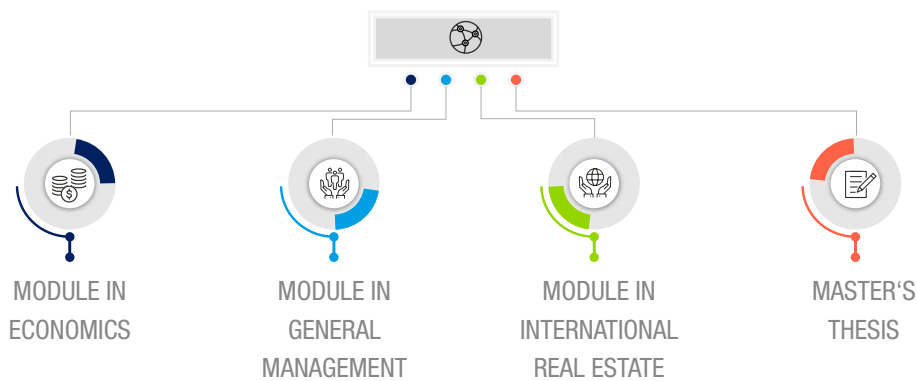 MODULE IN
ECONOMICS
MODULE IN
GENERAL
MANAGEMENT
MODULE IN
INTERNATIONAL
REAL ESTATE
MASTER‘S
THESIS